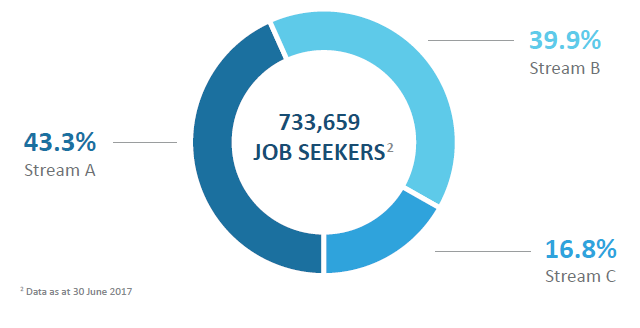 39.9%
Stream B
733,659
JOB SEEKERS²
43.3%
Stream A
16.8%
Stream C
² Data as at 30 June 2017